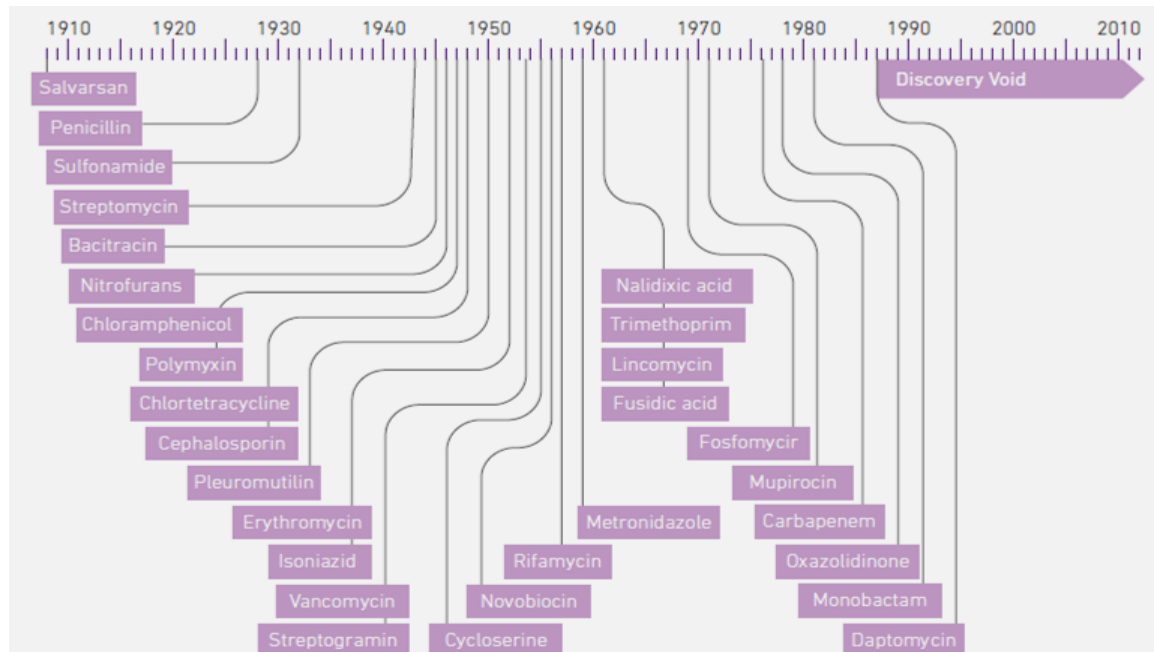 1910 1920 1930 1940 1950 1960 1970 1980 1990 2000 2010
Salvarsan
Discovery Void
Penicillin
Sulfonamide
Streptomycin
Bacitracin
Nitrofurans
Nalidixic acid
Chloramphenicol
Trimethoprim
Polymyxin
Lincomycin
Chlortetracycline
Fusidic acid
Cephalosporin
Fosfomycir
Pleuromutilin
Mupirocin
Erythromycin
Metronidazole
Carbapenem
Isoniazid
Rifamycin
Oxazolidinone
Vancomycin
Novobiocin
Monobactam
Streptogramin
Cycloserine
Daptomycin